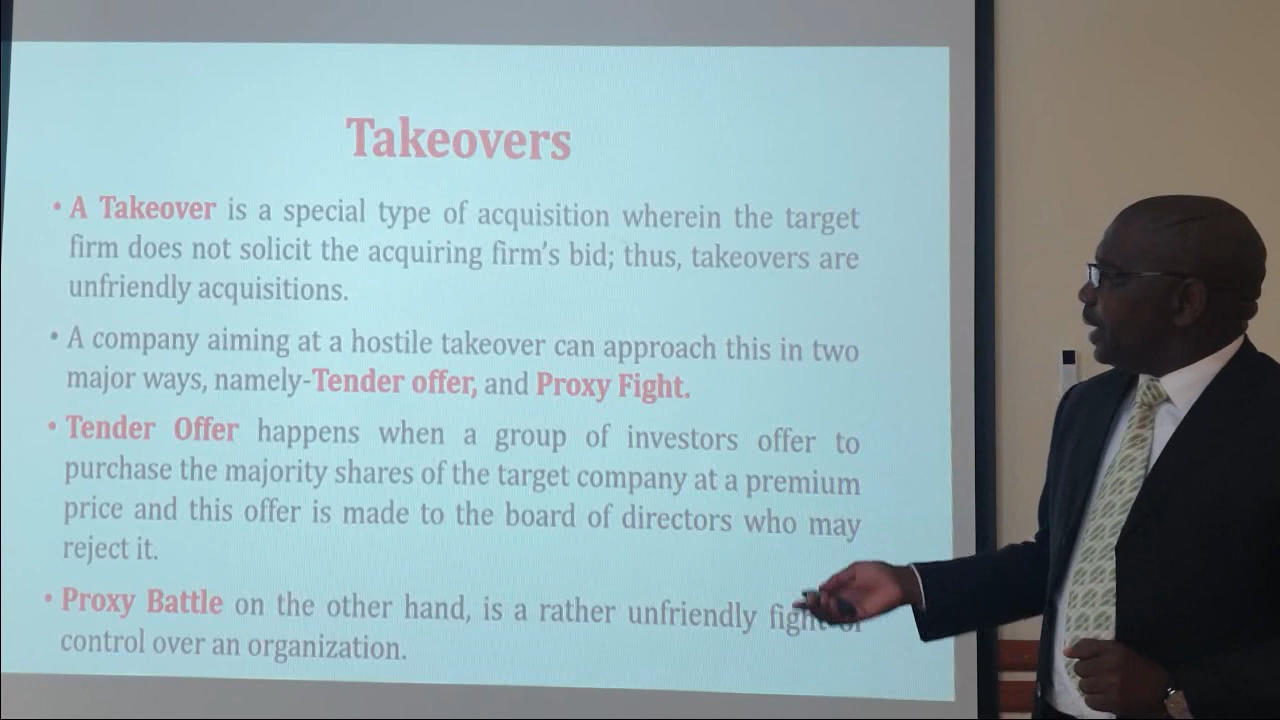 Takeovers
• A Takeover is a special type of acquisition wherein the target
firm does not solicit the acquiring firm's bid; thus, takeovers are
unfriendly acquisitions.
• A company aiming at a hostile takeover can approach this in two
major ways, namely-Tender offer, and Proxy Fight.
• Tender Offer happens when a group of investors offer to
purchase the majority shares of the target company at a premium
price and this offer is made to the board of directors who may
reject it.
• Proxy Battle on the other hand, is a rather unfriendly fight
control over an organization.